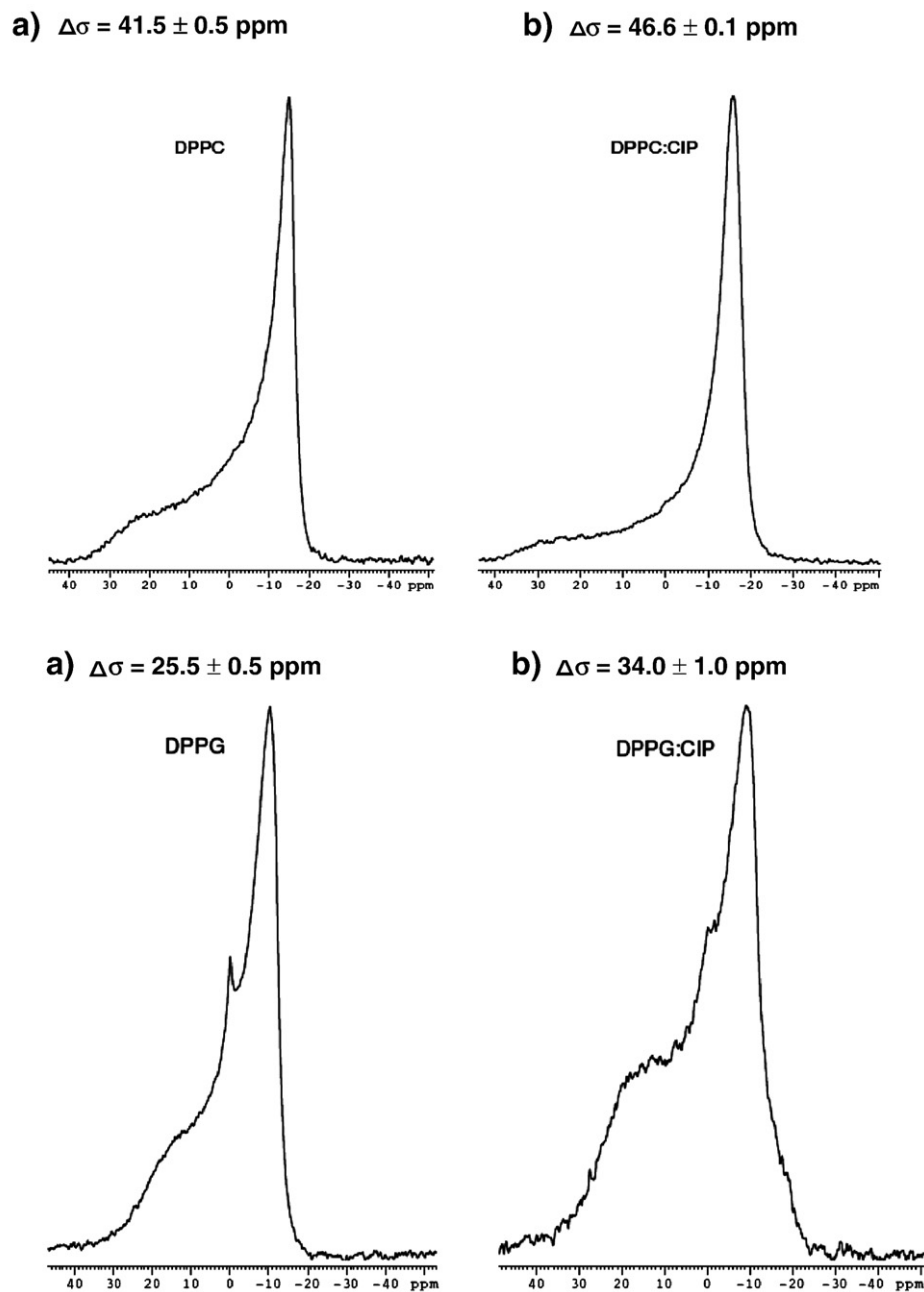 a) Δσ = 41.5 ± 0.5 ppm
b) Δσ = 46.6 ± 0.1 ppm
DPPC
DPPC:CIP
40 30 20 10 0 -10 -20 -30 -40 ppm
40 30 20 10 0 -10 -20 -30 -40 ppm
a) Δσ = 25.5 ± 0.5 ppm
b) Δσ = 34.0 ± 1.0 ppm
DPPG
DPPG:CIP
40 30 20 10 0 -10 -20 -30 -40 ppm
40 30 20 10 0 -10 -20 -30 -40 ppm